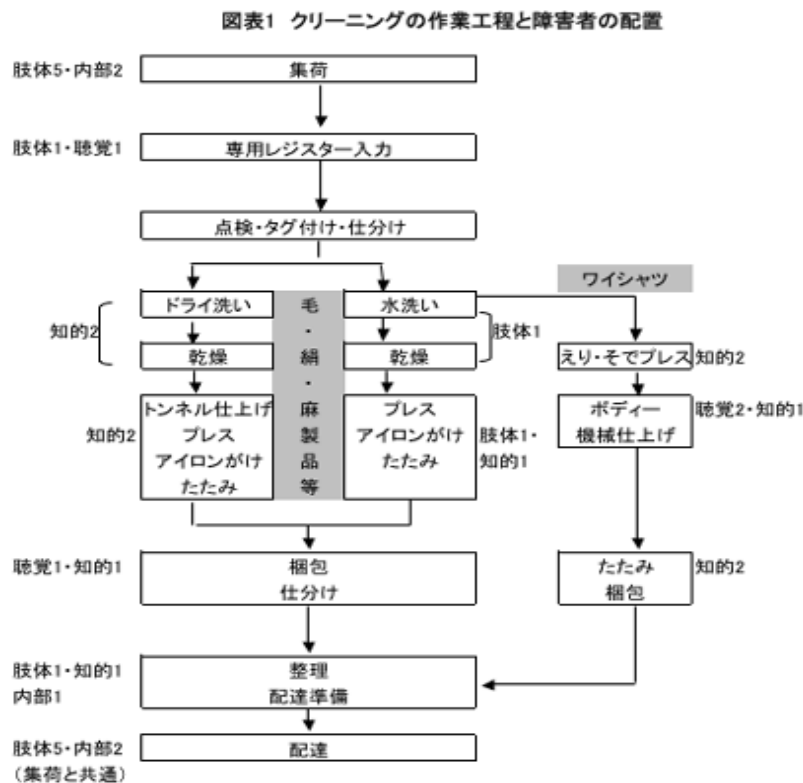 図表1 クリーニングの作業工程と障害者の配置
肢体5・内部2
集荷
肢体1・聴覚1
専用レジスター入力
点検・タグ付け・仕分け
ワイシャツ
ドライ洗い
毛・絹・麻製品等
水洗い
知的2
肢体1
乾燥
乾燥
えり・そでプレス
知的2
知的2
トンネル仕上げ
プレス
アイロンがけ
たたみ
プレス
アイロンがけ
たたみ
肢体1・
知的1
ボディー
機械仕上げ
聴覚2・知的1
聴覚1・知的1
梱包
仕分け
たたみ
梱包
知的2
肢体1・知的1
内部1
整理
配達準備
肢体5・内部2
(集荷と共通)
配達